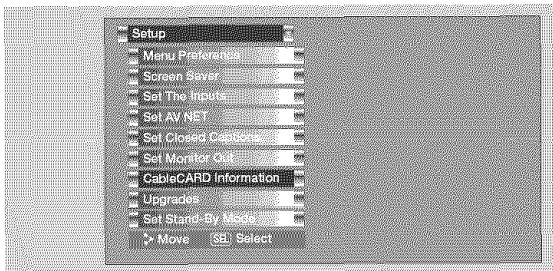 Setup
Menu Preference
Screen Saver
Set The Inputs
Set AV NET
Set Closed Captions
Set Monitor Out
CableCARD Information
Upgrades
Set Stand-By Mode
Move SEL Select